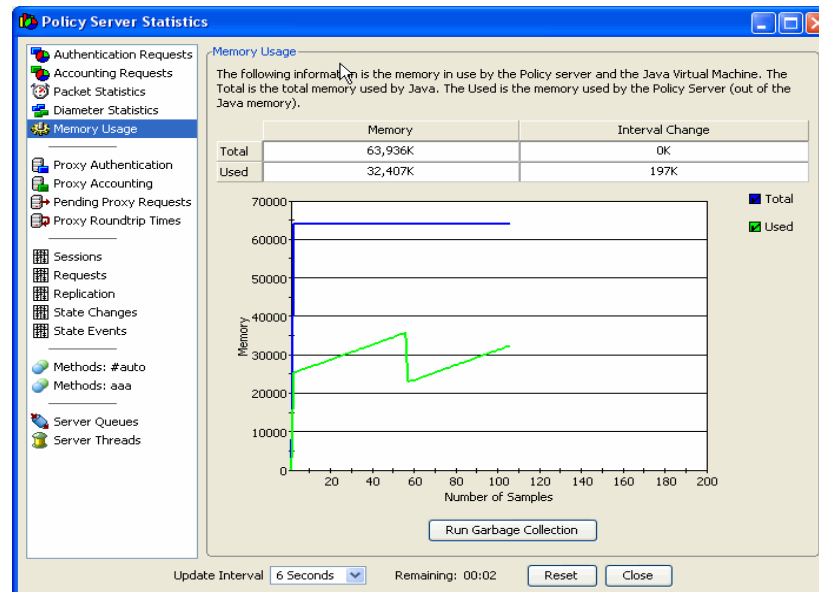 Policy Server Statistics
Authentication Requests
Accounting Requests
Packet Statistics
Diameter Statistics
Memory Usage
Proxy Authentication
Proxy Accounting
Pending Proxy Requests
Proxy Roundtrip Times
Sessions
Requests
Replication
State Changes
State Events
Methods: #auto
Methods: aaa
Server Queues
Server Threads
Memory Usage
The following information is the memory in use by the Policy server and the Java Virtual Machine. The
Total is the total memory used by Java. The Used is the memory used by the Policy Server (out of the
Java memory).
Memory Interval Change
Total 63,936K 0K
Used 32,407K 197K
70000
60000
50000
40000
30000
20000
10000
0
Memory
20 40 60 80 100 120 140 160 180 200
Number of Samples
Total
Used
Run Garbage Collection
Update Interval 6 Seconds Remaining: 00:02 Reset Close